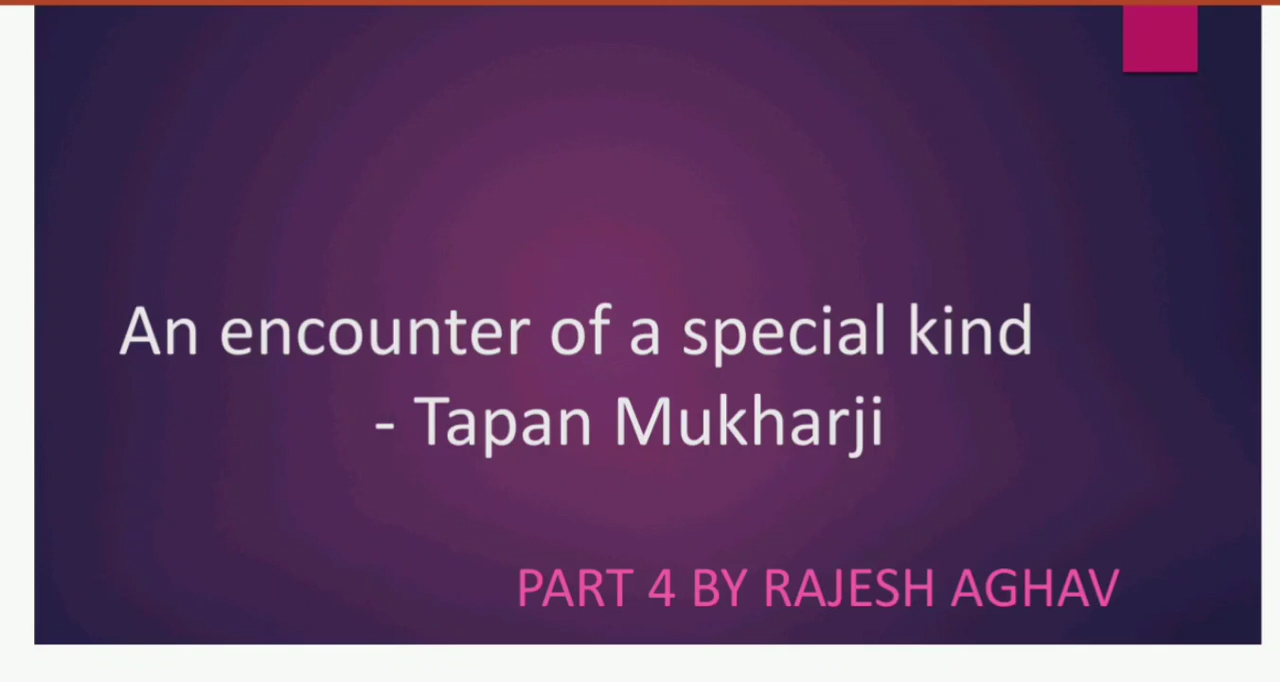 An encounter of a special kind
- Tapan Mukharji
PART 4 BY RAJESH AGHAV